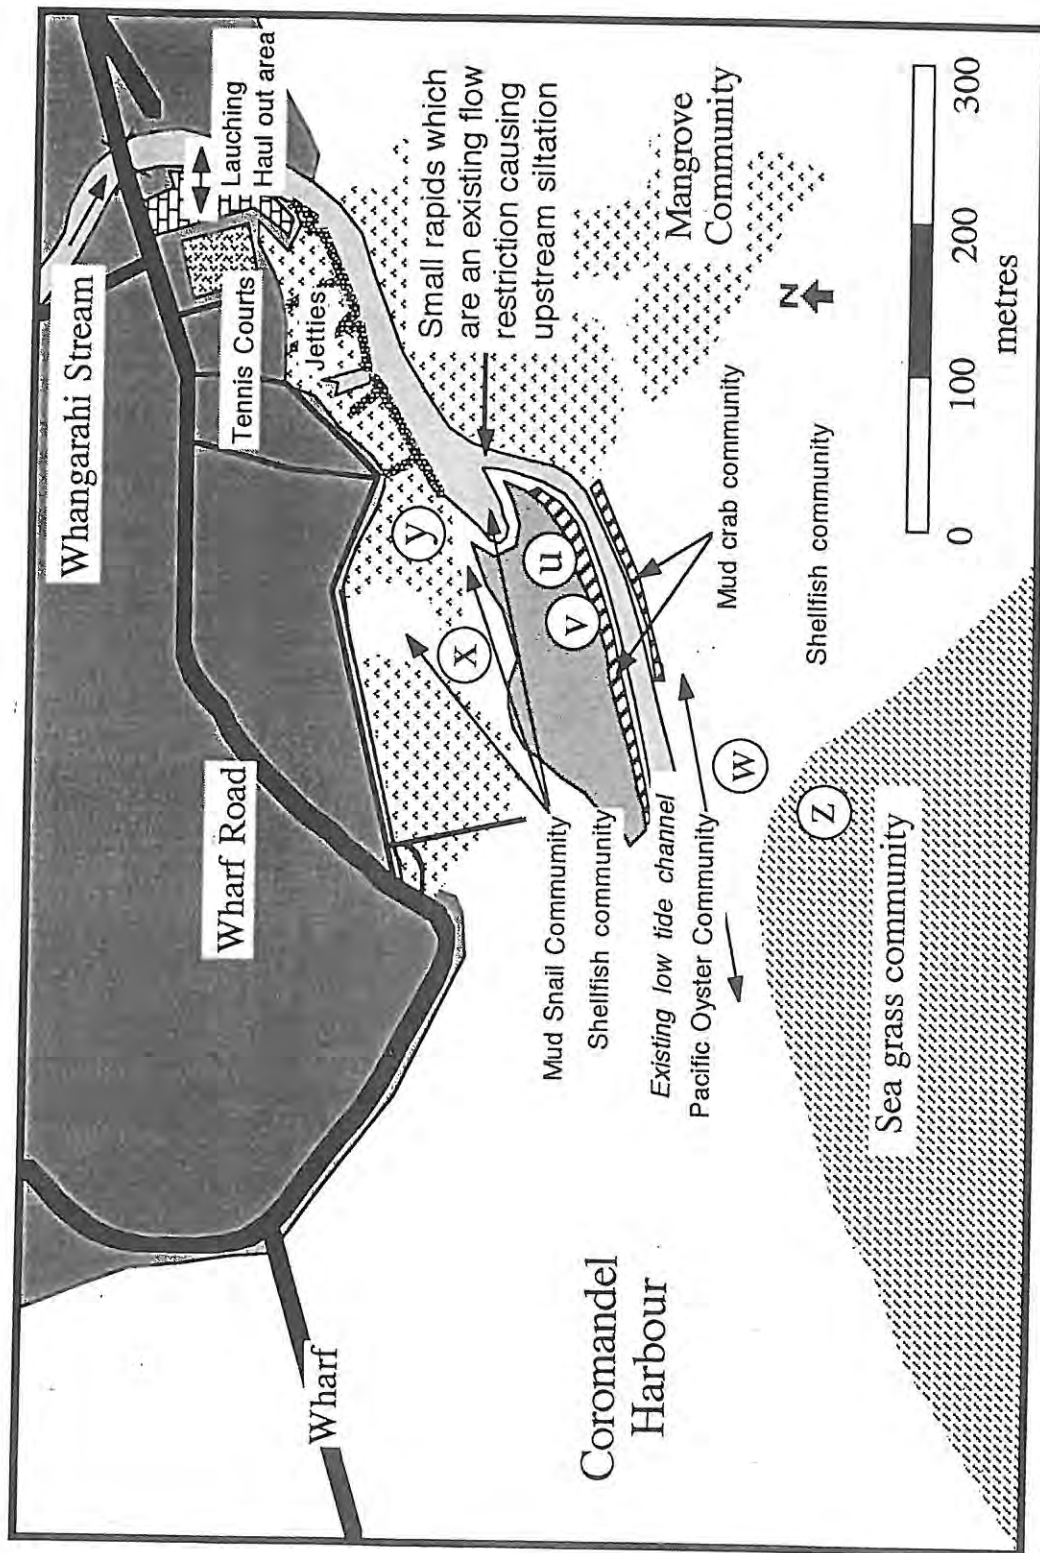 Whangarahi Stream
Lauching
Haul out area
Tennis Courts
Jetties
Wharf Road
Wharf
Small rapids which
are an existing flow
restriction causing
upstream siltation
Mangrove
Community
y
x
u
v
w
z
N
Mud Snail Community
Shellfish community
Existing low tide channel
Pacific Oyster Community
Mud crab community
Shellfish community
Sea grass community
Coromandel
Harbour
0 100 200 300
metres